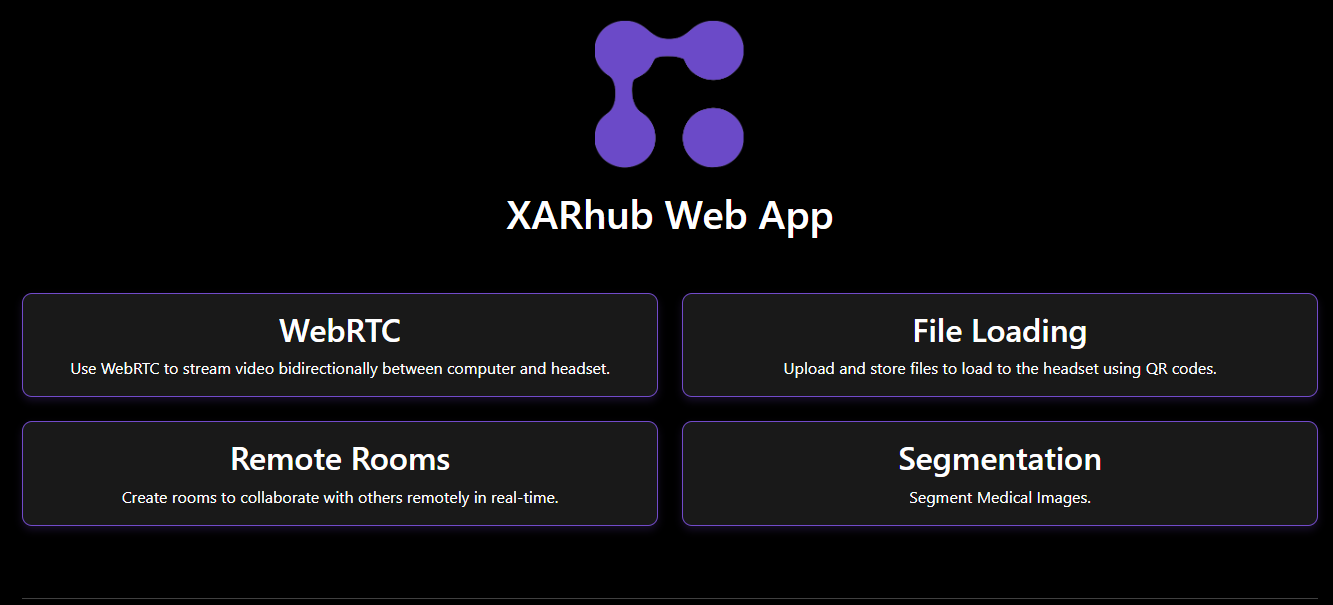 XARhub Web App
WebRTC
Use WebRTC to stream video bidirectionally between computer and headset.
File Loading
Upload and store files to load to the headset using QR codes.
Remote Rooms
Create rooms to collaborate with others remotely in real-time.
Segmentation
Segment Medical Images.